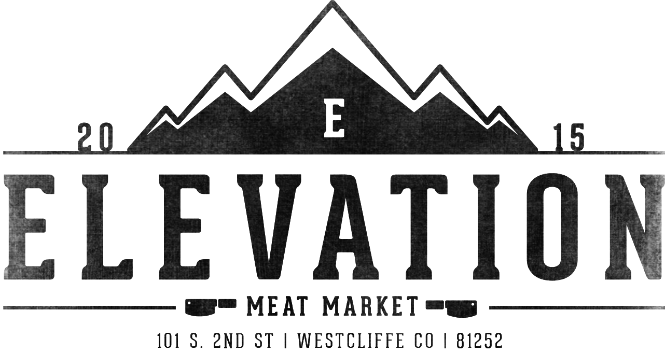 E
20 15
ELEVATION
MEAT MARKET
101 S. 2ND ST | WESTCLIFFE CO | 81252